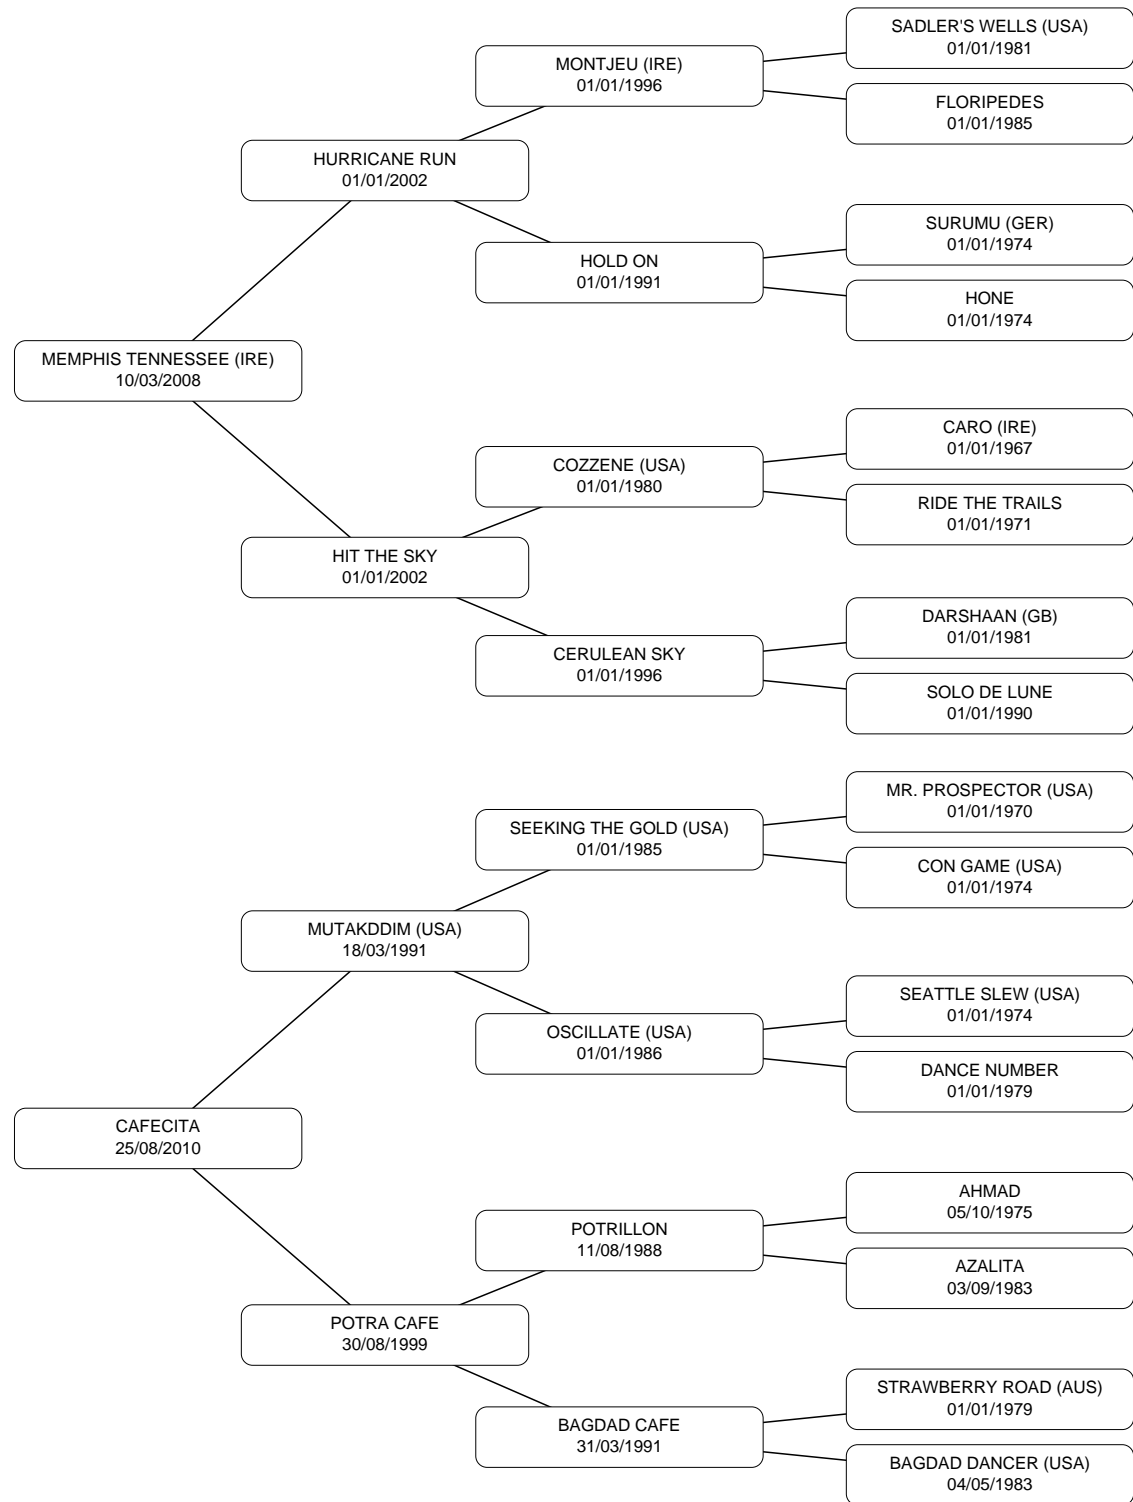 SADLER'S WELLS (USA)
01/01/1981
MONTJEU (IRE)
01/01/1996
FLORIPEDES
01/01/1985
HURRICANE RUN
01/01/2002
SURUMU (GER)
01/01/1974
HOLD ON
01/01/1991
HONE
01/01/1974
MEMPHIS TENNESSEE (IRE)
10/03/2008
CARO (IRE)
01/01/1967
COZZENE (USA)
01/01/1980
RIDE THE TRAILS
01/01/1971
HIT THE SKY
01/01/2002
DARSHAAN (GB)
01/01/1981
CERULEAN SKY
01/01/1996
SOLO DE LUNE
01/01/1990
MR. PROSPECTOR (USA)
01/01/1970
SEEKING THE GOLD (USA)
01/01/1985
CON GAME (USA)
01/01/1974
MUTAKDDIM (USA)
18/03/1991
SEATTLE SLEW (USA)
01/01/1974
OSCILLATE (USA)
01/01/1986
DANCE NUMBER
01/01/1979
CAFECITA
25/08/2010
AHMAD
05/10/1975
POTRILLON
11/08/1988
AZALITA
03/09/1983
POTRA CAFE
30/08/1999
STRAWBERRY ROAD (AUS)
01/01/1979
BAGDAD CAFE
31/03/1991
BAGDAD DANCER (USA)
04/05/1983